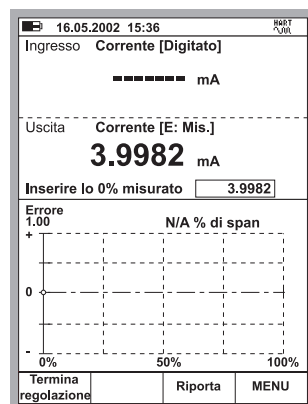 16.05.2002 15:36 HART
Ingresso Corrente [Digitato]
------- mA
Uscita Corrente [E: Mis.]
3.9982 mA
Inserire lo 0% misurato 3.9982
Errore
1.00 N/A % di span
+
0
-
0% 50% 100%
Termina regolazione Riporta MENU